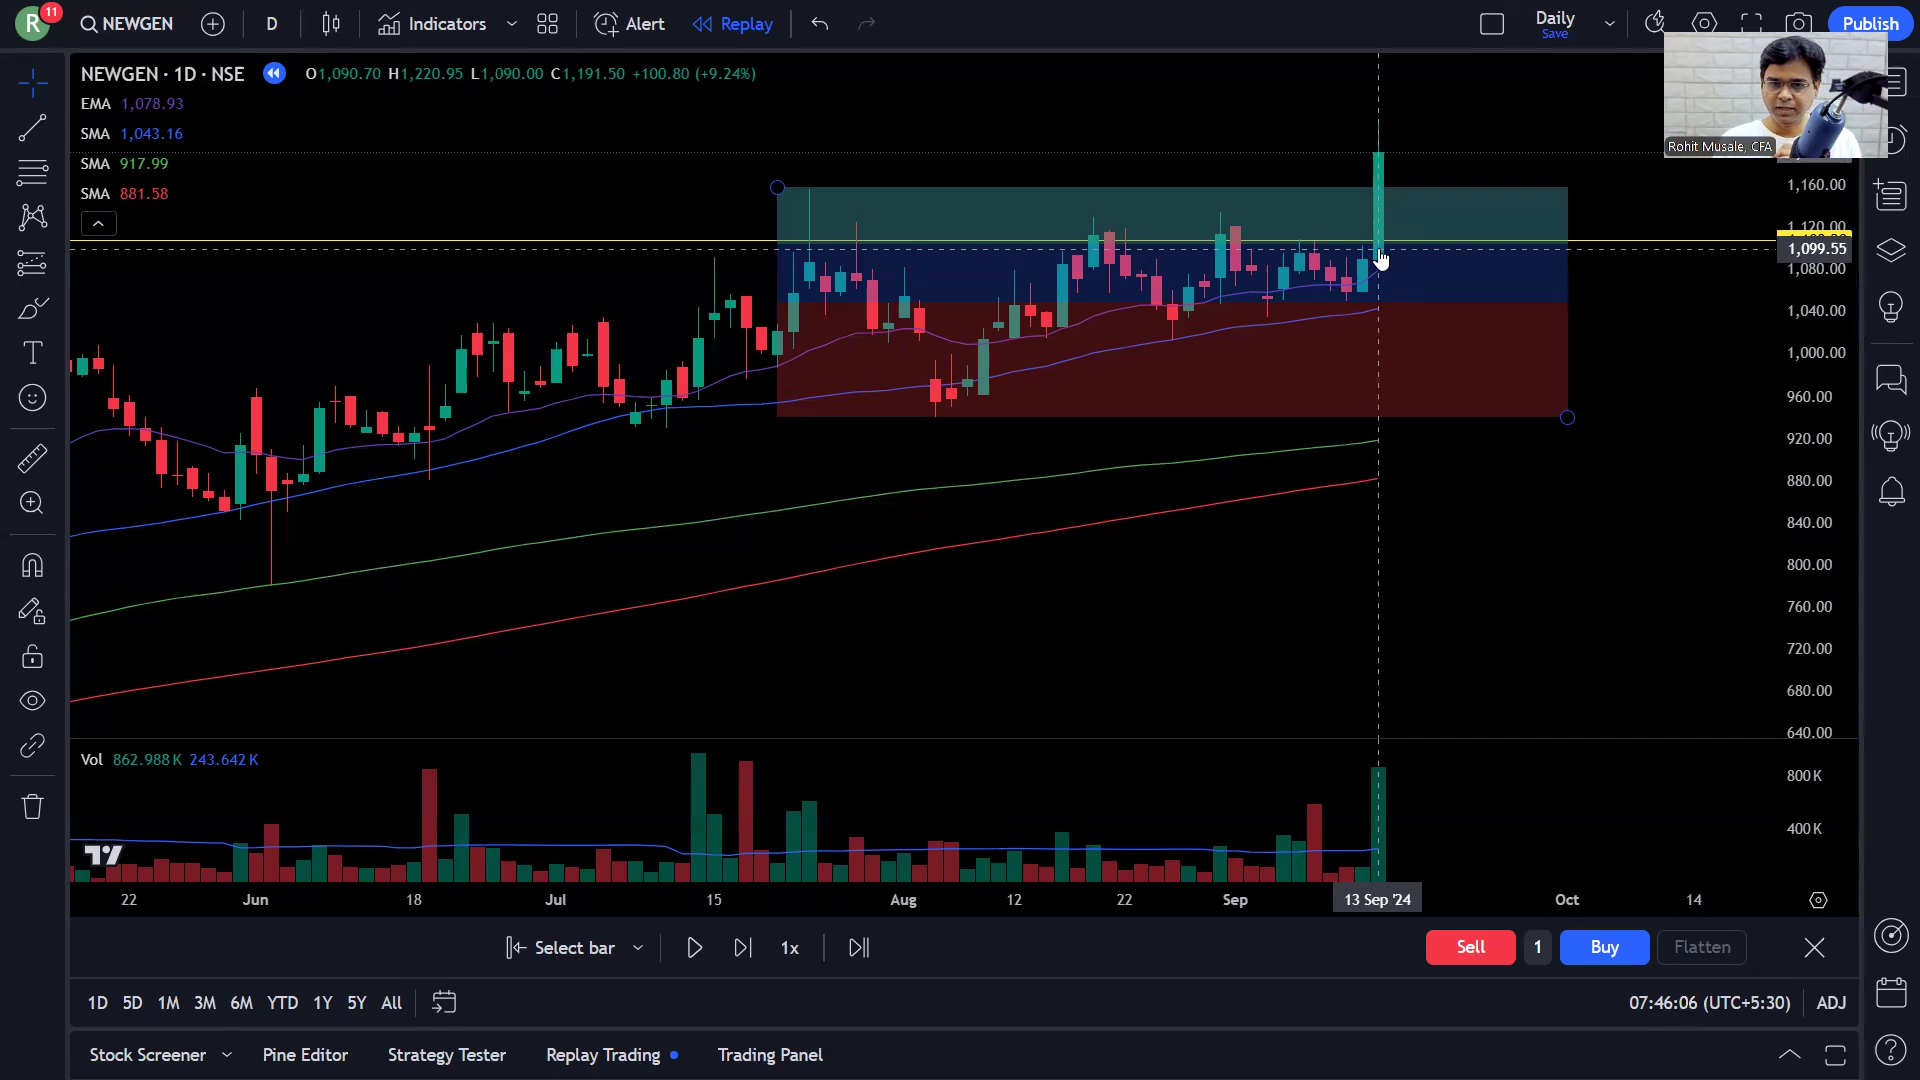 R
11
NEWGEN
D
Indicators
Alert
Replay
Daily
Save
Publish
NEWGEN · 1D · NSE
O1,090.70 H1,220.95 L1,090.00 C1,191.50 +100.80 (+9.24%)
EMA 1,078.93
SMA 1,043.16
SMA 917.99
SMA 881.58
Rohit Musale, CFA
1,160.00
1,120.00
1,099.55
1,080.00
1,040.00
1,000.00
960.00
920.00
880.00
840.00
800.00
760.00
720.00
680.00
640.00
Vol 862.988K 243.642K
800K
400K
22 Jun 18 Jul 15 Aug 12 22 Sep 13 Sep '24 Oct 14
Select bar
1x
Sell 1 Buy Flatten
1D 5D 1M 3M 6M YTD 1Y 5Y All
07:46:06 (UTC+5:30) ADJ
Stock Screener Pine Editor Strategy Tester Replay Trading Trading Panel